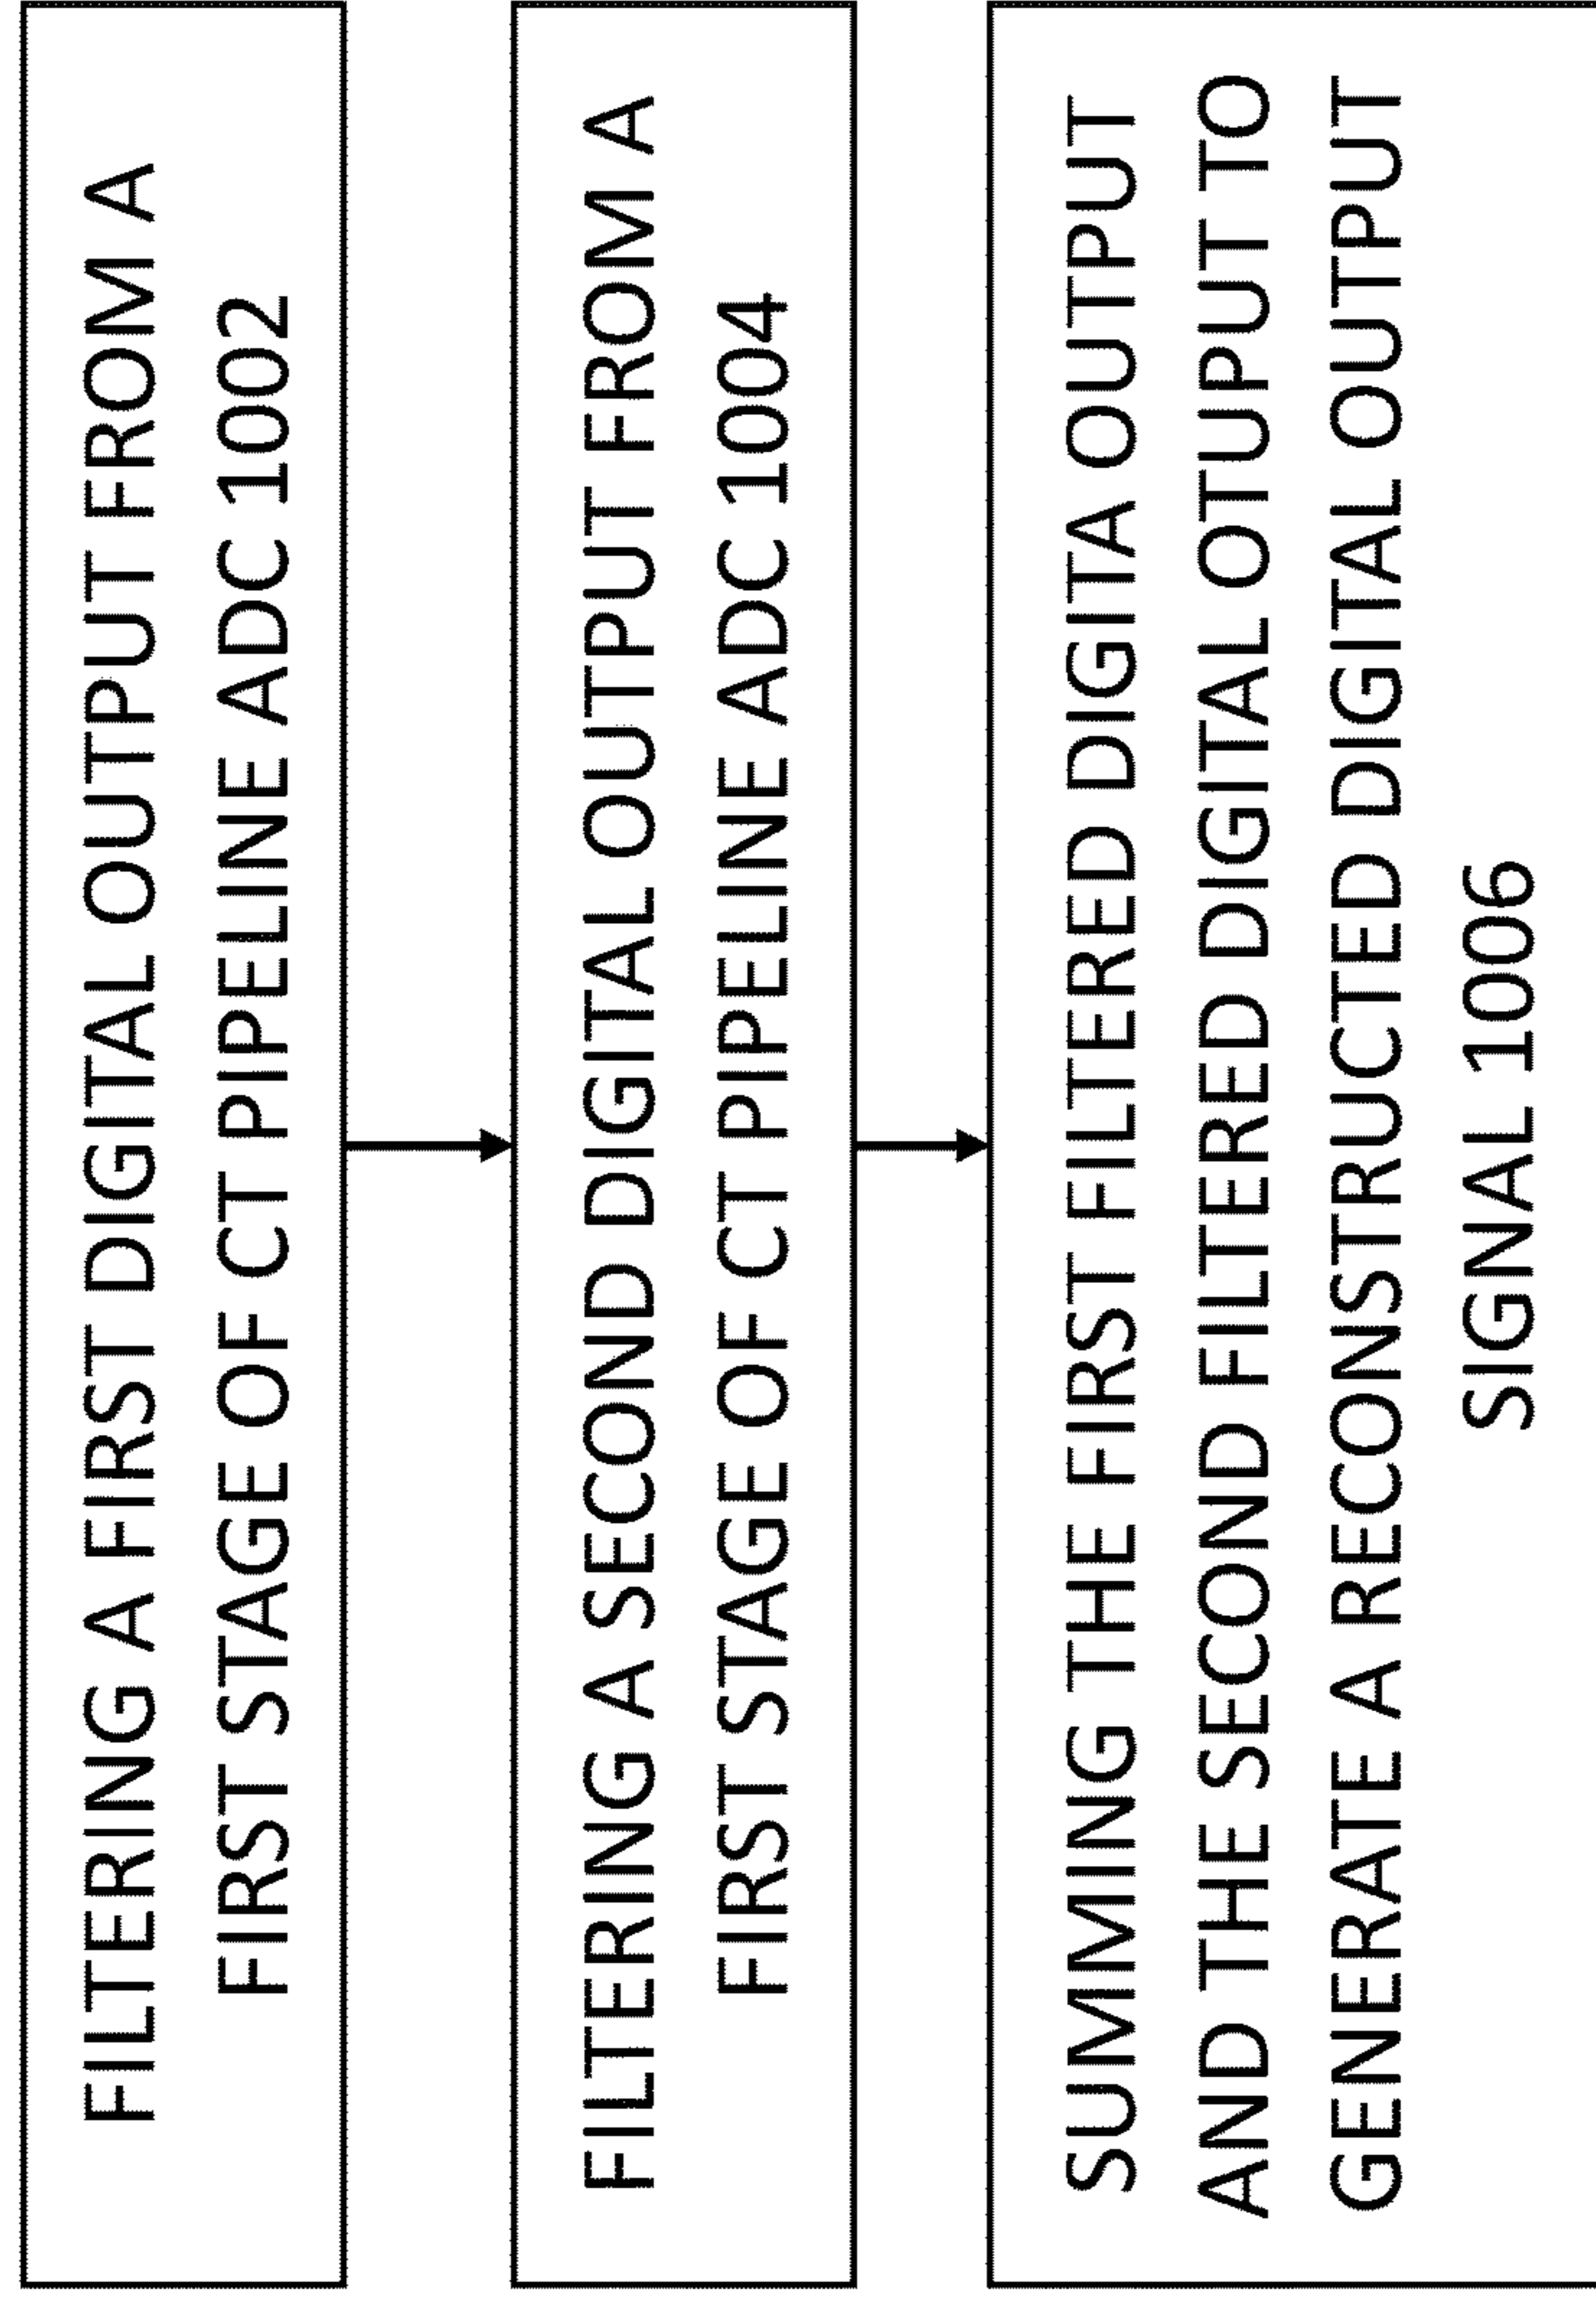 FILTERING A FIRST DIGITAL OUTPUT FROM A
FIRST STAGE OF CT PIPELINE ADC 1002
FILTERING A SECOND DIGITAL OUTPUT FROM A
FIRST STAGE OF CT PIPELINE ADC 1004
SUMMING THE FIRST FILTERED DIGITA OUTPUT
AND THE SECOND FILTERED DIGITAL OTUPUT TO
GENERATE A RECONSTRUCTED DIGITAL OUTPUT
SIGNAL 1006